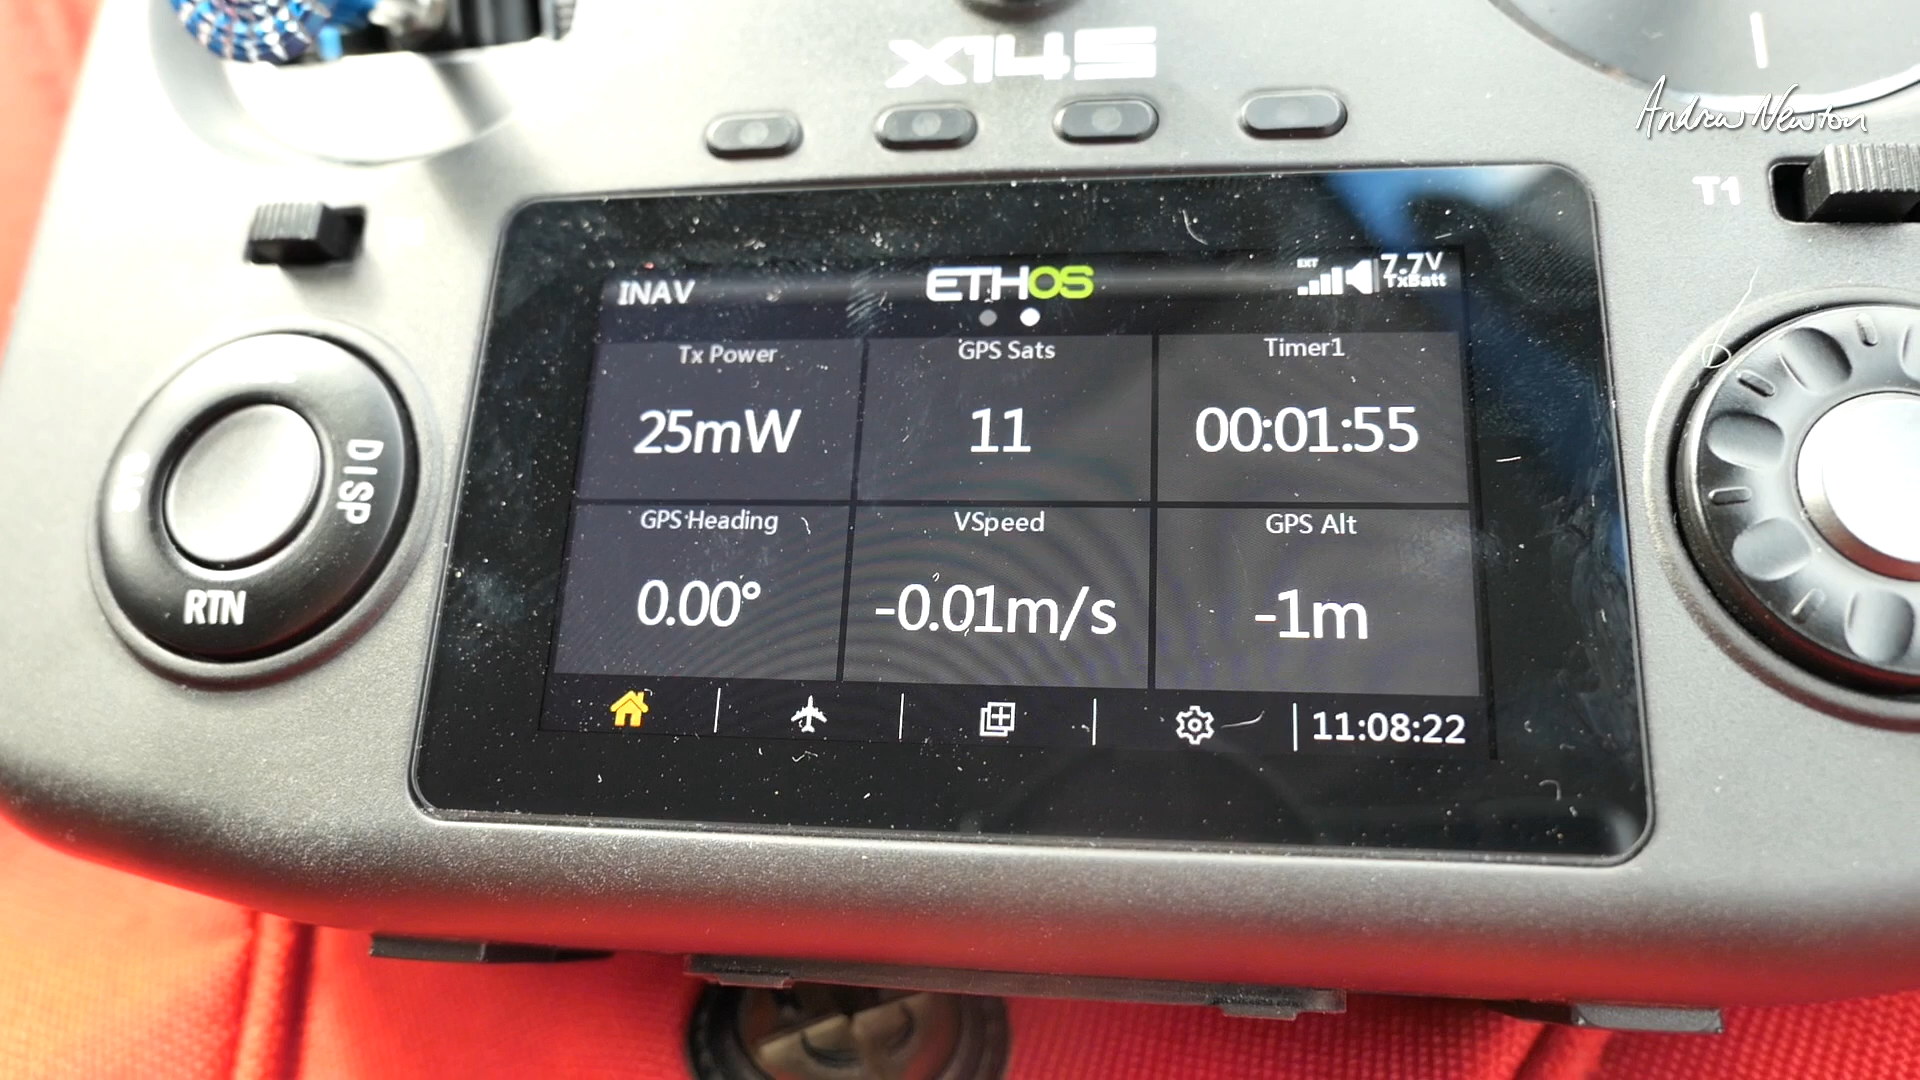 X14S
Andrew Newton
T1
INAV
ETHOS
EXT
7.7V
TxBatt
Tx Power
GPS Sats
Timer1
25mW
11
00:01:55
GPS Heading
VSpeed
GPS Alt
0.00°
-0.01m/s
-1m
11:08:22
DISP
RTN